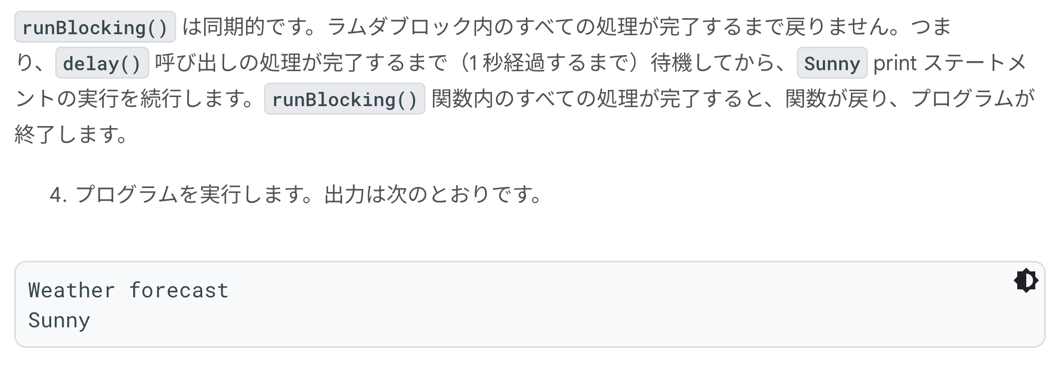 runBlocking() は同期的です。ラムダブロック内のすべての処理が完了するまで戻りません。つま
り、delay() 呼び出しの処理が完了するまで（1 秒経過するまで）待機してから、Sunny print ステートメ
ントの実行を続行します。runBlocking() 関数内のすべての処理が完了すると、関数が戻り、プログラムが
終了します。
4. プログラムを実行します。出力は次のとおりです。
Weather forecast
Sunny